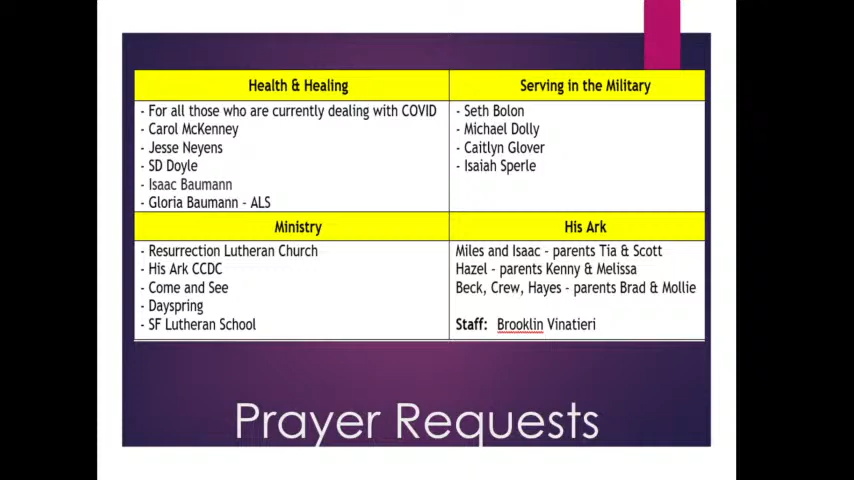 Health & Healing
- For all those who are currently dealing with COVID
- Carol McKenney
- Jesse Neyens
- SD Doyle
- Isaac Baumann
- Gloria Baumann - ALS
Serving in the Military
- Seth Bolon
- Michael Dolly
- Caitlyn Glover
- Isaiah Sperle
Ministry
- Resurrection Lutheran Church
- His Ark CCDC
- Come and See
- Dayspring
- SF Lutheran School
His Ark
Miles and Isaac - parents Tia & Scott
Hazel - parents Kenny & Melissa
Beck, Crew, Hayes - parents Brad & Mollie
Staff: Brooklin Vinatieri
Prayer Requests